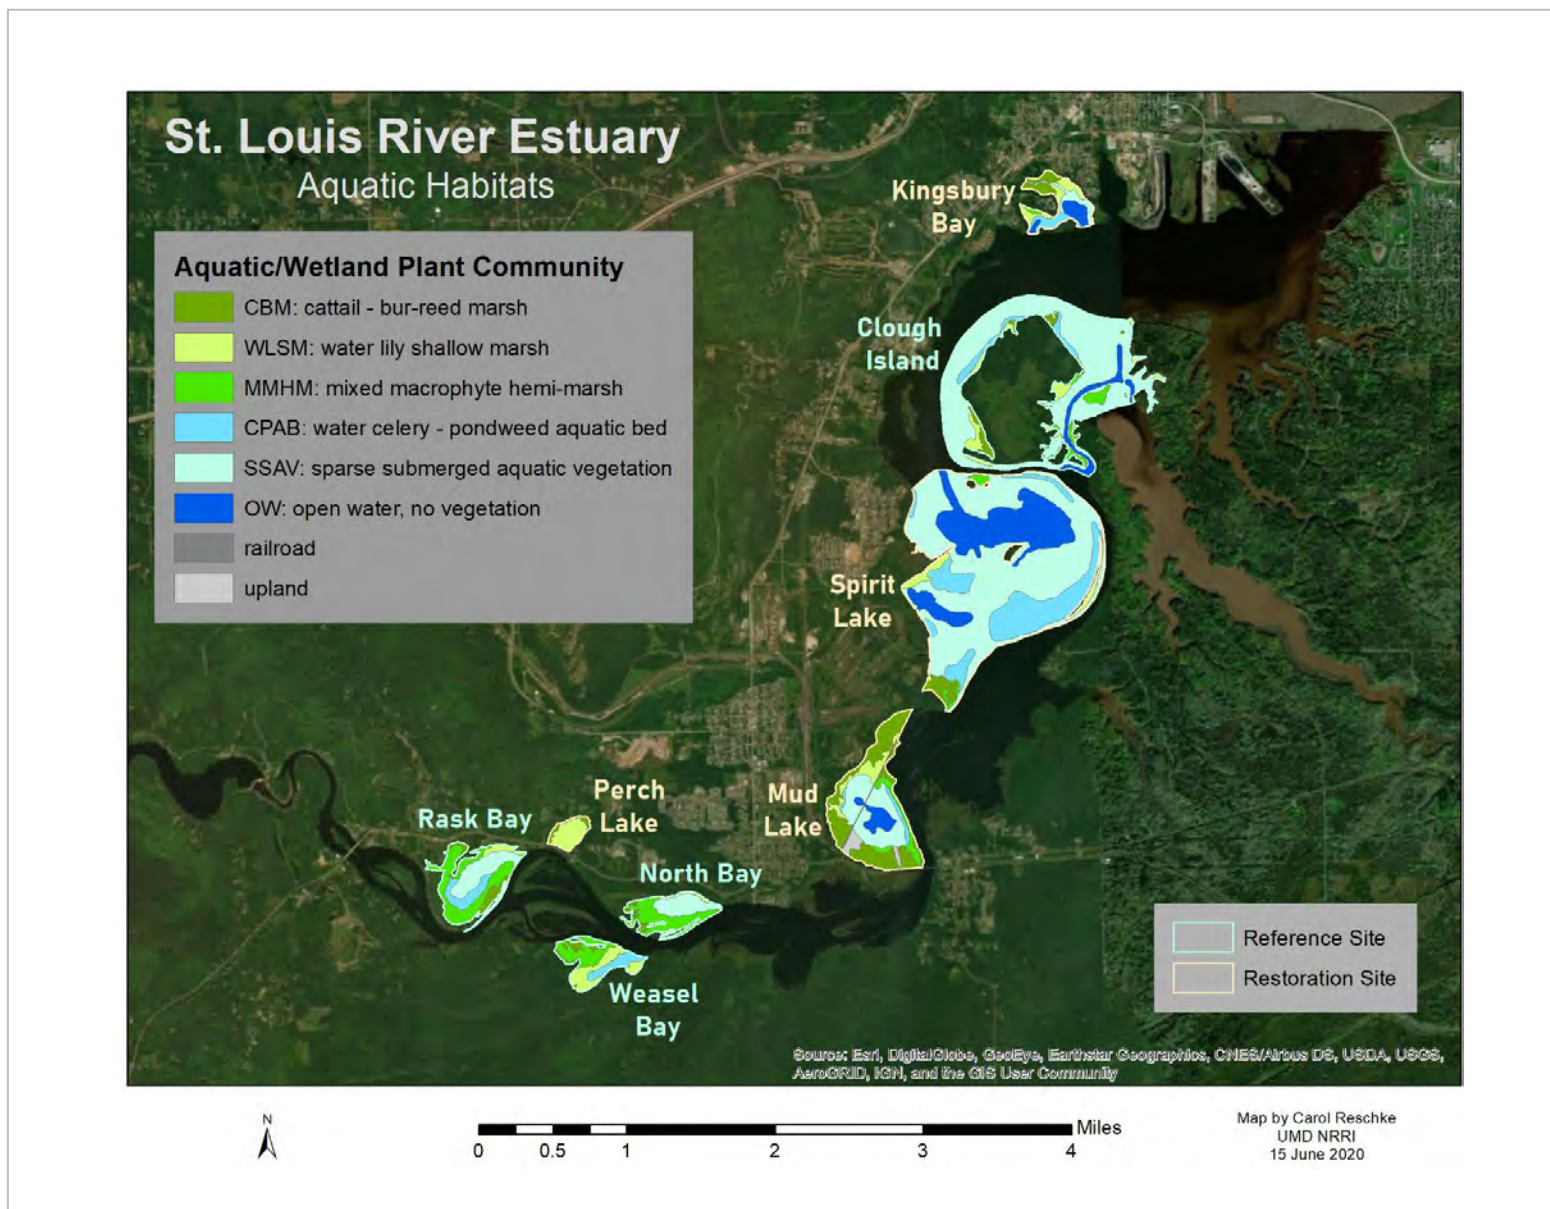 St. Louis River Estuary
Aquatic Habitats
Aquatic/Wetland Plant Community
CBM: cattail - bur-reed marsh
WLSM: water lily shallow marsh
MMHM: mixed macrophyte hemi-marsh
CPAB: water celery - pondweed aquatic bed
SSAV: sparse submerged aquatic vegetation
OW: open water, no vegetation
railroad
upland
Kingsbury
Bay
Clough
Island
Spirit
Lake
Mud
Lake
Perch
Lake
Rask Bay
North Bay
Weasel
Bay
Reference Site
Restoration Site
Source: Esri, DigitalGlobe, GeoEye, Earthstar Geographics, CNES/Airbus DS, USDA, USGS,
AeroGRID, IGN, and the GIS User Community
N
Miles
0 0.5 1 2 3 4
Map by Carol Reschke
UMD NRRI
15 June 2020